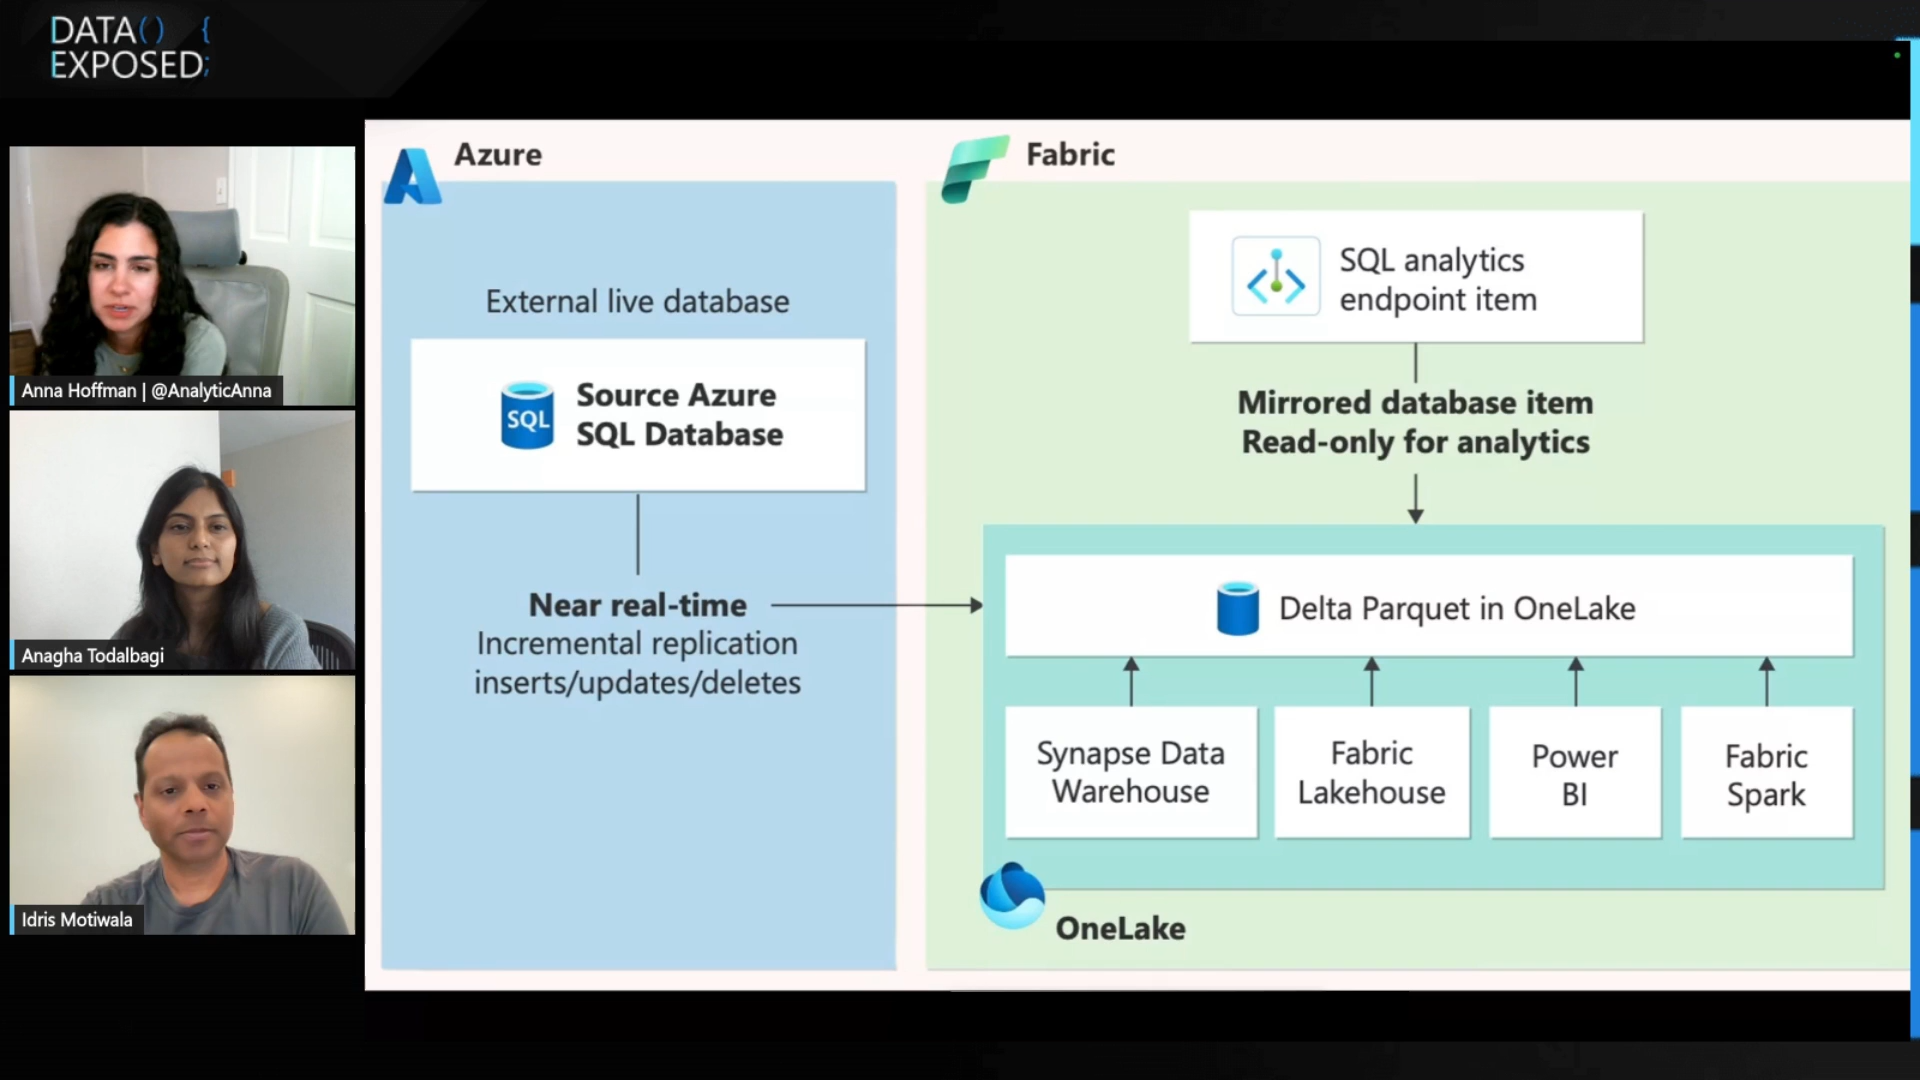 DATA() {
EXPOSED;
Anna Hoffman | @AnalyticAnna
Anagha Todalbagi
Idris Motiwala
Azure
External live database
SQL
Source Azure
SQL Database
Near real-time
Incremental replication
inserts/updates/deletes
Fabric
SQL analytics
endpoint item
Mirrored database item
Read-only for analytics
Delta Parquet in OneLake
Synapse Data
Warehouse
Fabric
Lakehouse
Power
BI
Fabric
Spark
OneLake